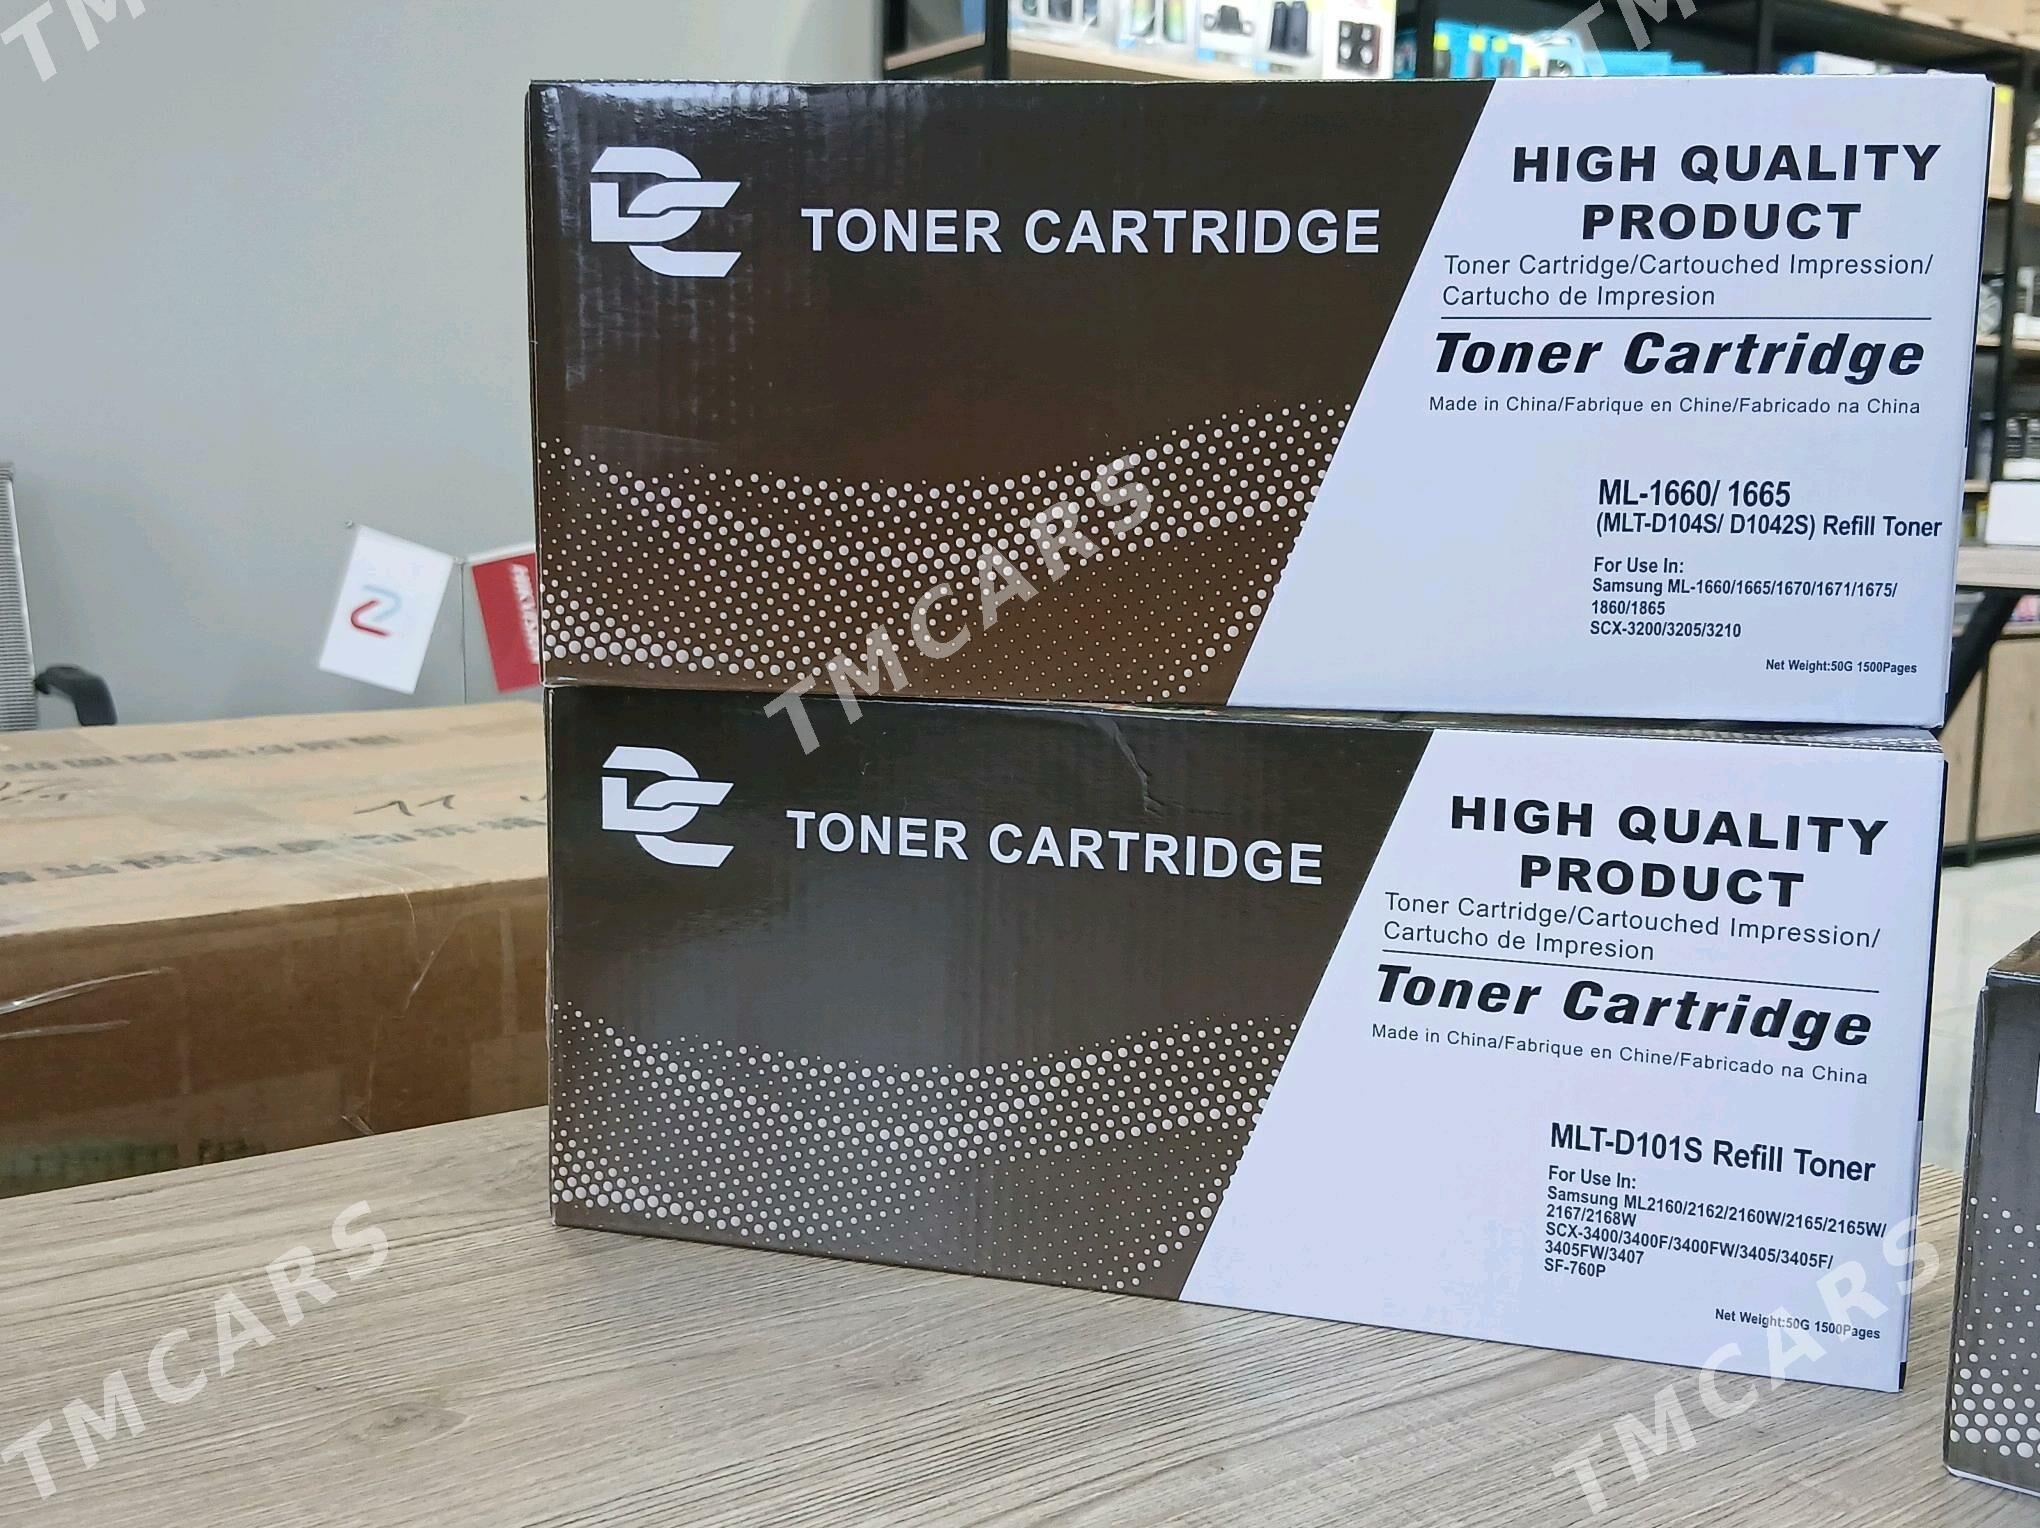 DC
TONER CARTRIDGE
HIGH QUALITY
PRODUCT
Toner Cartridge/Cartouched Impression/
Cartucho de Impresion
Toner Cartridge
Made in China/Fabrique en Chine/Fabricado na China
ML-1660/ 1665
(MLT-D104S/ D1042S) Refill Toner
For Use In:
Samsung ML-1660/1665/1670/1671/1675/
1860/1865
SCX-3200/3205/3210
Net Weight:50G 1500Pages
DC
TONER CARTRIDGE
HIGH QUALITY
PRODUCT
Toner Cartridge/Cartouched Impression/
Cartucho de Impresion
Toner Cartridge
Made in China/Fabrique en Chine/Fabricado na China
MLT-D101S Refill Toner
For Use In:
Samsung ML2160/2162/2160W/2165/2165W/
2167/2168W
SCX-3400/3400F/3400FW/3405/3405F/
3405FW/3407
SF-760P
Net Weight:50G 1500Pages
TMCARS
TMCARS
TMCARS